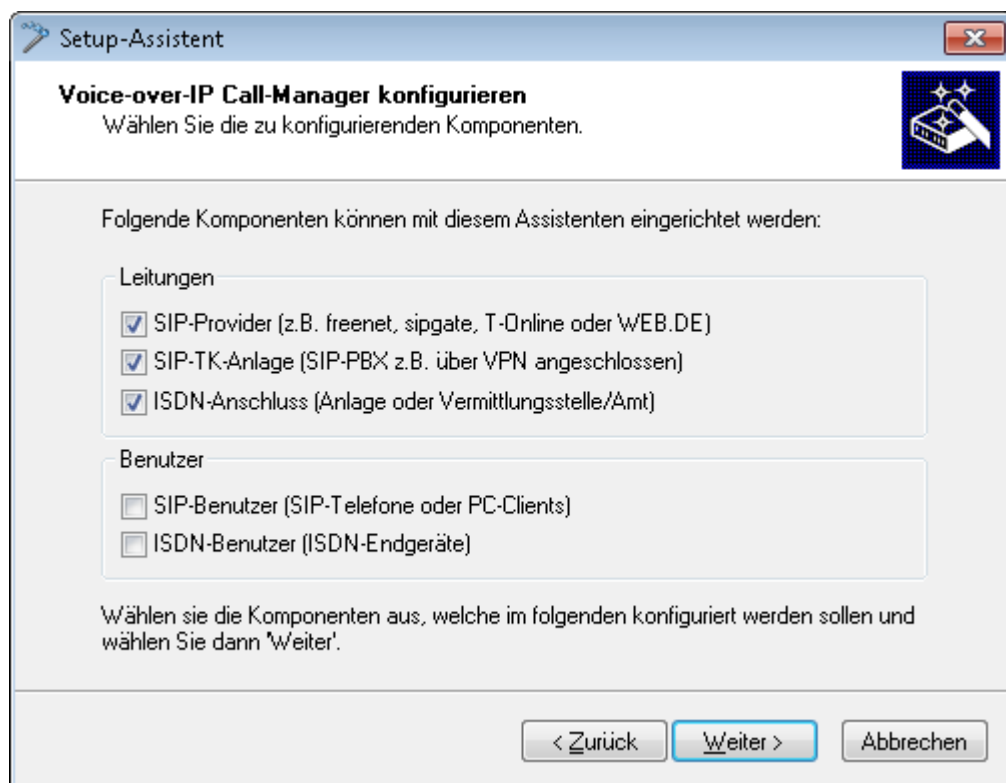 Setup-Assistent
Voice-over-IP Call-Manager konfigurieren
Wählen Sie die zu konfigurierenden Komponenten.
Folgende Komponenten können mit diesem Assistenten eingerichtet werden:
Leitungen
SIP-Provider (z.B. freenet, sipgate, T-Online oder WEB.DE)
SIP-TK-Anlage (SIP-PBX z.B. über VPN angeschlossen)
ISDN-Anschluss (Anlage oder Vermittlungsstelle/Amt)
Benutzer
SIP-Benutzer (SIP-Telefone oder PC-Clients)
ISDN-Benutzer (ISDN-Endgeräte)
Wählen sie die Komponenten aus, welche im folgenden konfiguriert werden sollen und
wählen Sie dann 'Weiter'.
< Zurück Weiter > Abbrechen